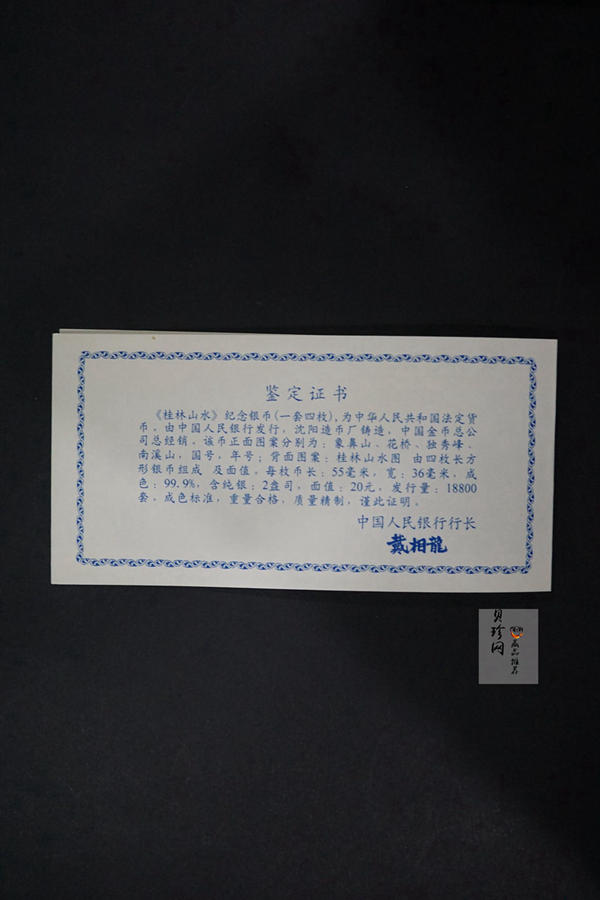 鉴定证书
《桂林山水》纪念银币(一套四枚),为中华人民共和国法定货
币。由中国人民银行发行,沈阳造币厂铸造,中国金币总公
司总经销。该币正面图案分别为:象鼻山、花桥、独秀峰、
南溪山,国号,年号;背面图案:桂林山水图 由四枚长方
形银币组成 及面值。每枚币长:55毫米,宽:36毫米,成
色:99.9%,含纯银:2盎司,面值:20元,发行量:18800
套。成色标准,重量合格,质量精制,谨此证明。
中国人民银行行长
戴相龍
贝珍网
藏品推荐